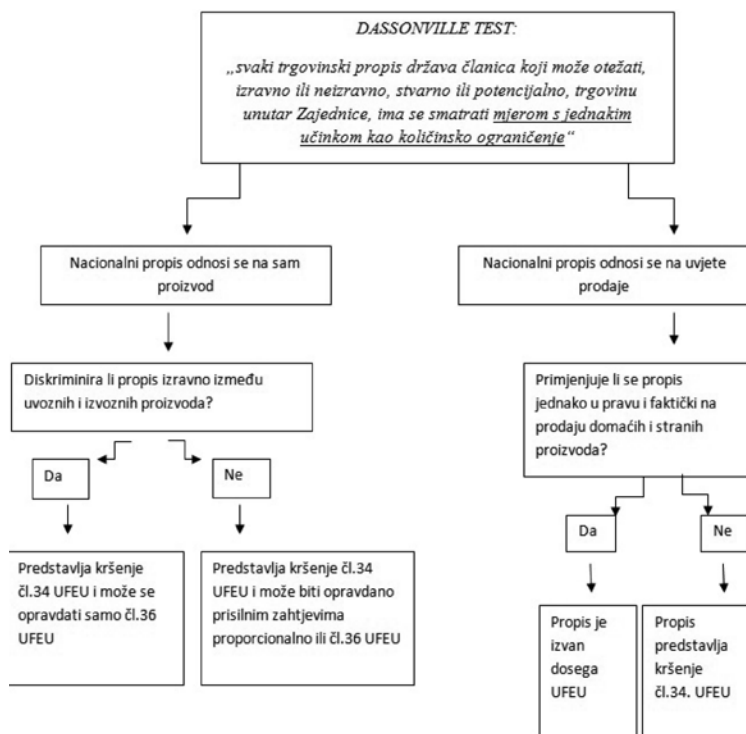 DASSONVILLE TEST:
„svaki trgovinski propis država članica koji može otežati,
izravno ili neizravno, stvarno ili potencijalno, trgovinu
unutar Zajednice, ima se smatrati mjerom s jednakim
učinkom kao količinsko ograničenje“
Nacionalni propis odnosi se na sam
proizvod
Nacionalni propis odnosi se na uvjete
prodaje
Diskriminira li propis izravno između
uvoznih i izvoznih proizvoda?
Primjenjuje li se propis
jednako u pravu i faktički na
prodaju domaćih i stranih
proizvoda?
Da
Ne
Da
Ne
Predstavlja kršenje
čl.34 UFEU i može se
opravdati samo čl.36
UFEU
Predstavlja kršenje čl.34
UFEU i može biti opravdano
prisilnim zahtjevima
proporcionalno ili čl.36 UFEU
Propis je
izvan
dosega
UFEU
Propis
predstavlja
kršenje
čl.34. UFEU